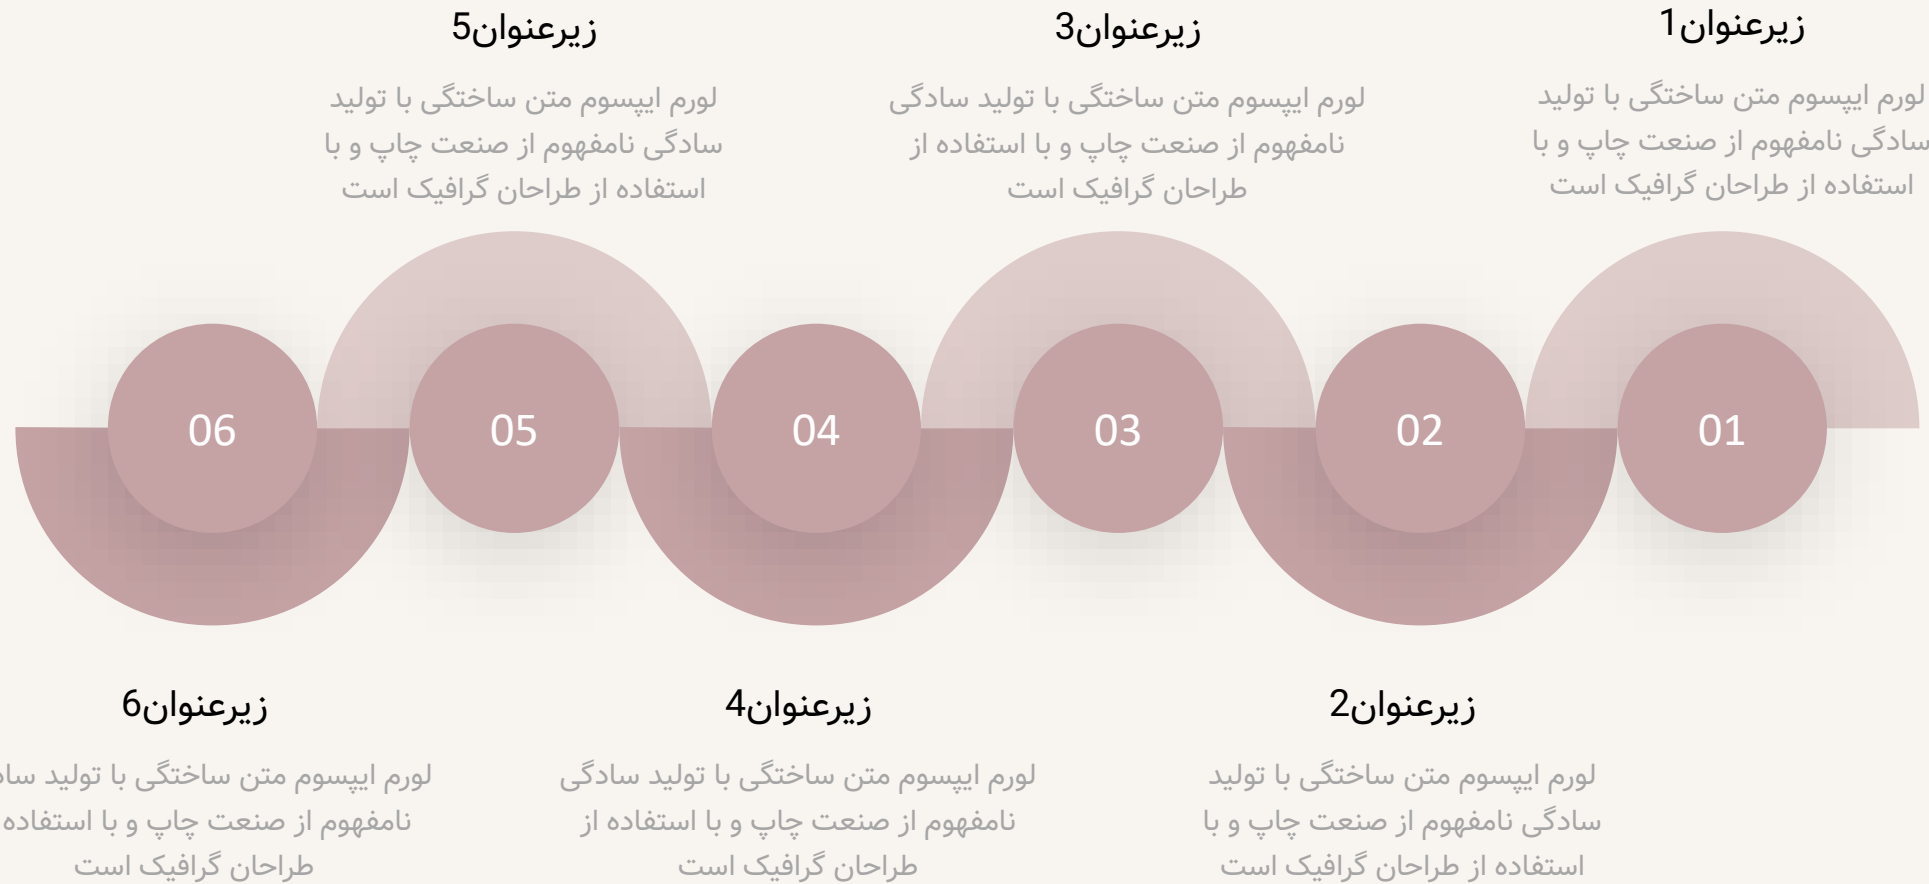 زیرعنوان1
لورم ایپسوم متن ساختگی با تولید
سادگی نامفهوم از صنعت چاپ و با
استفاده از طراحان گرافیک است
زیرعنوان3
لورم ایپسوم متن ساختگی با تولید سادگی
نامفهوم از صنعت چاپ و با استفاده از
طراحان گرافیک است
زیرعنوان5
لورم ایپسوم متن ساختگی با تولید
سادگی نامفهوم از صنعت چاپ و با
استفاده از طراحان گرافیک است
01
02
03
04
05
06
زیرعنوان2
لورم ایپسوم متن ساختگی با تولید
سادگی نامفهوم از صنعت چاپ و با
استفاده از طراحان گرافیک است
زیرعنوان4
لورم ایپسوم متن ساختگی با تولید سادگی
نامفهوم از صنعت چاپ و با استفاده از
طراحان گرافیک است
زیرعنوان6
لورم ایپسوم متن ساختگی با تولید
نامفهوم از صنعت چاپ و با استفاده
طراحان گرافیک است